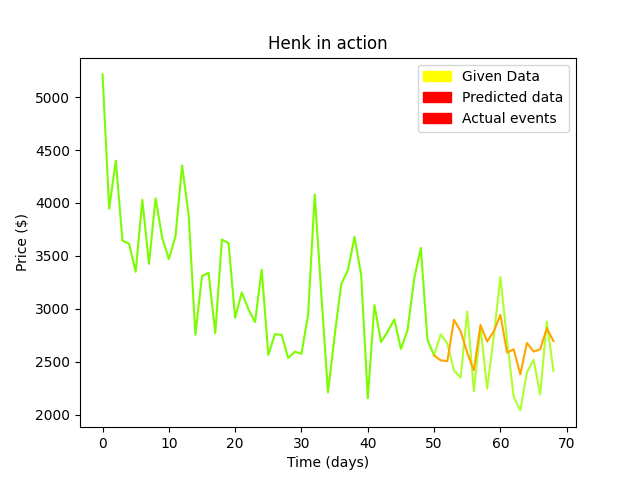 Henk in action
Given Data
Predicted data
Actual events
Price ($)
5000
4500
4000
3500
3000
2500
2000
0 10 20 30 40 50 60 70
Time (days)